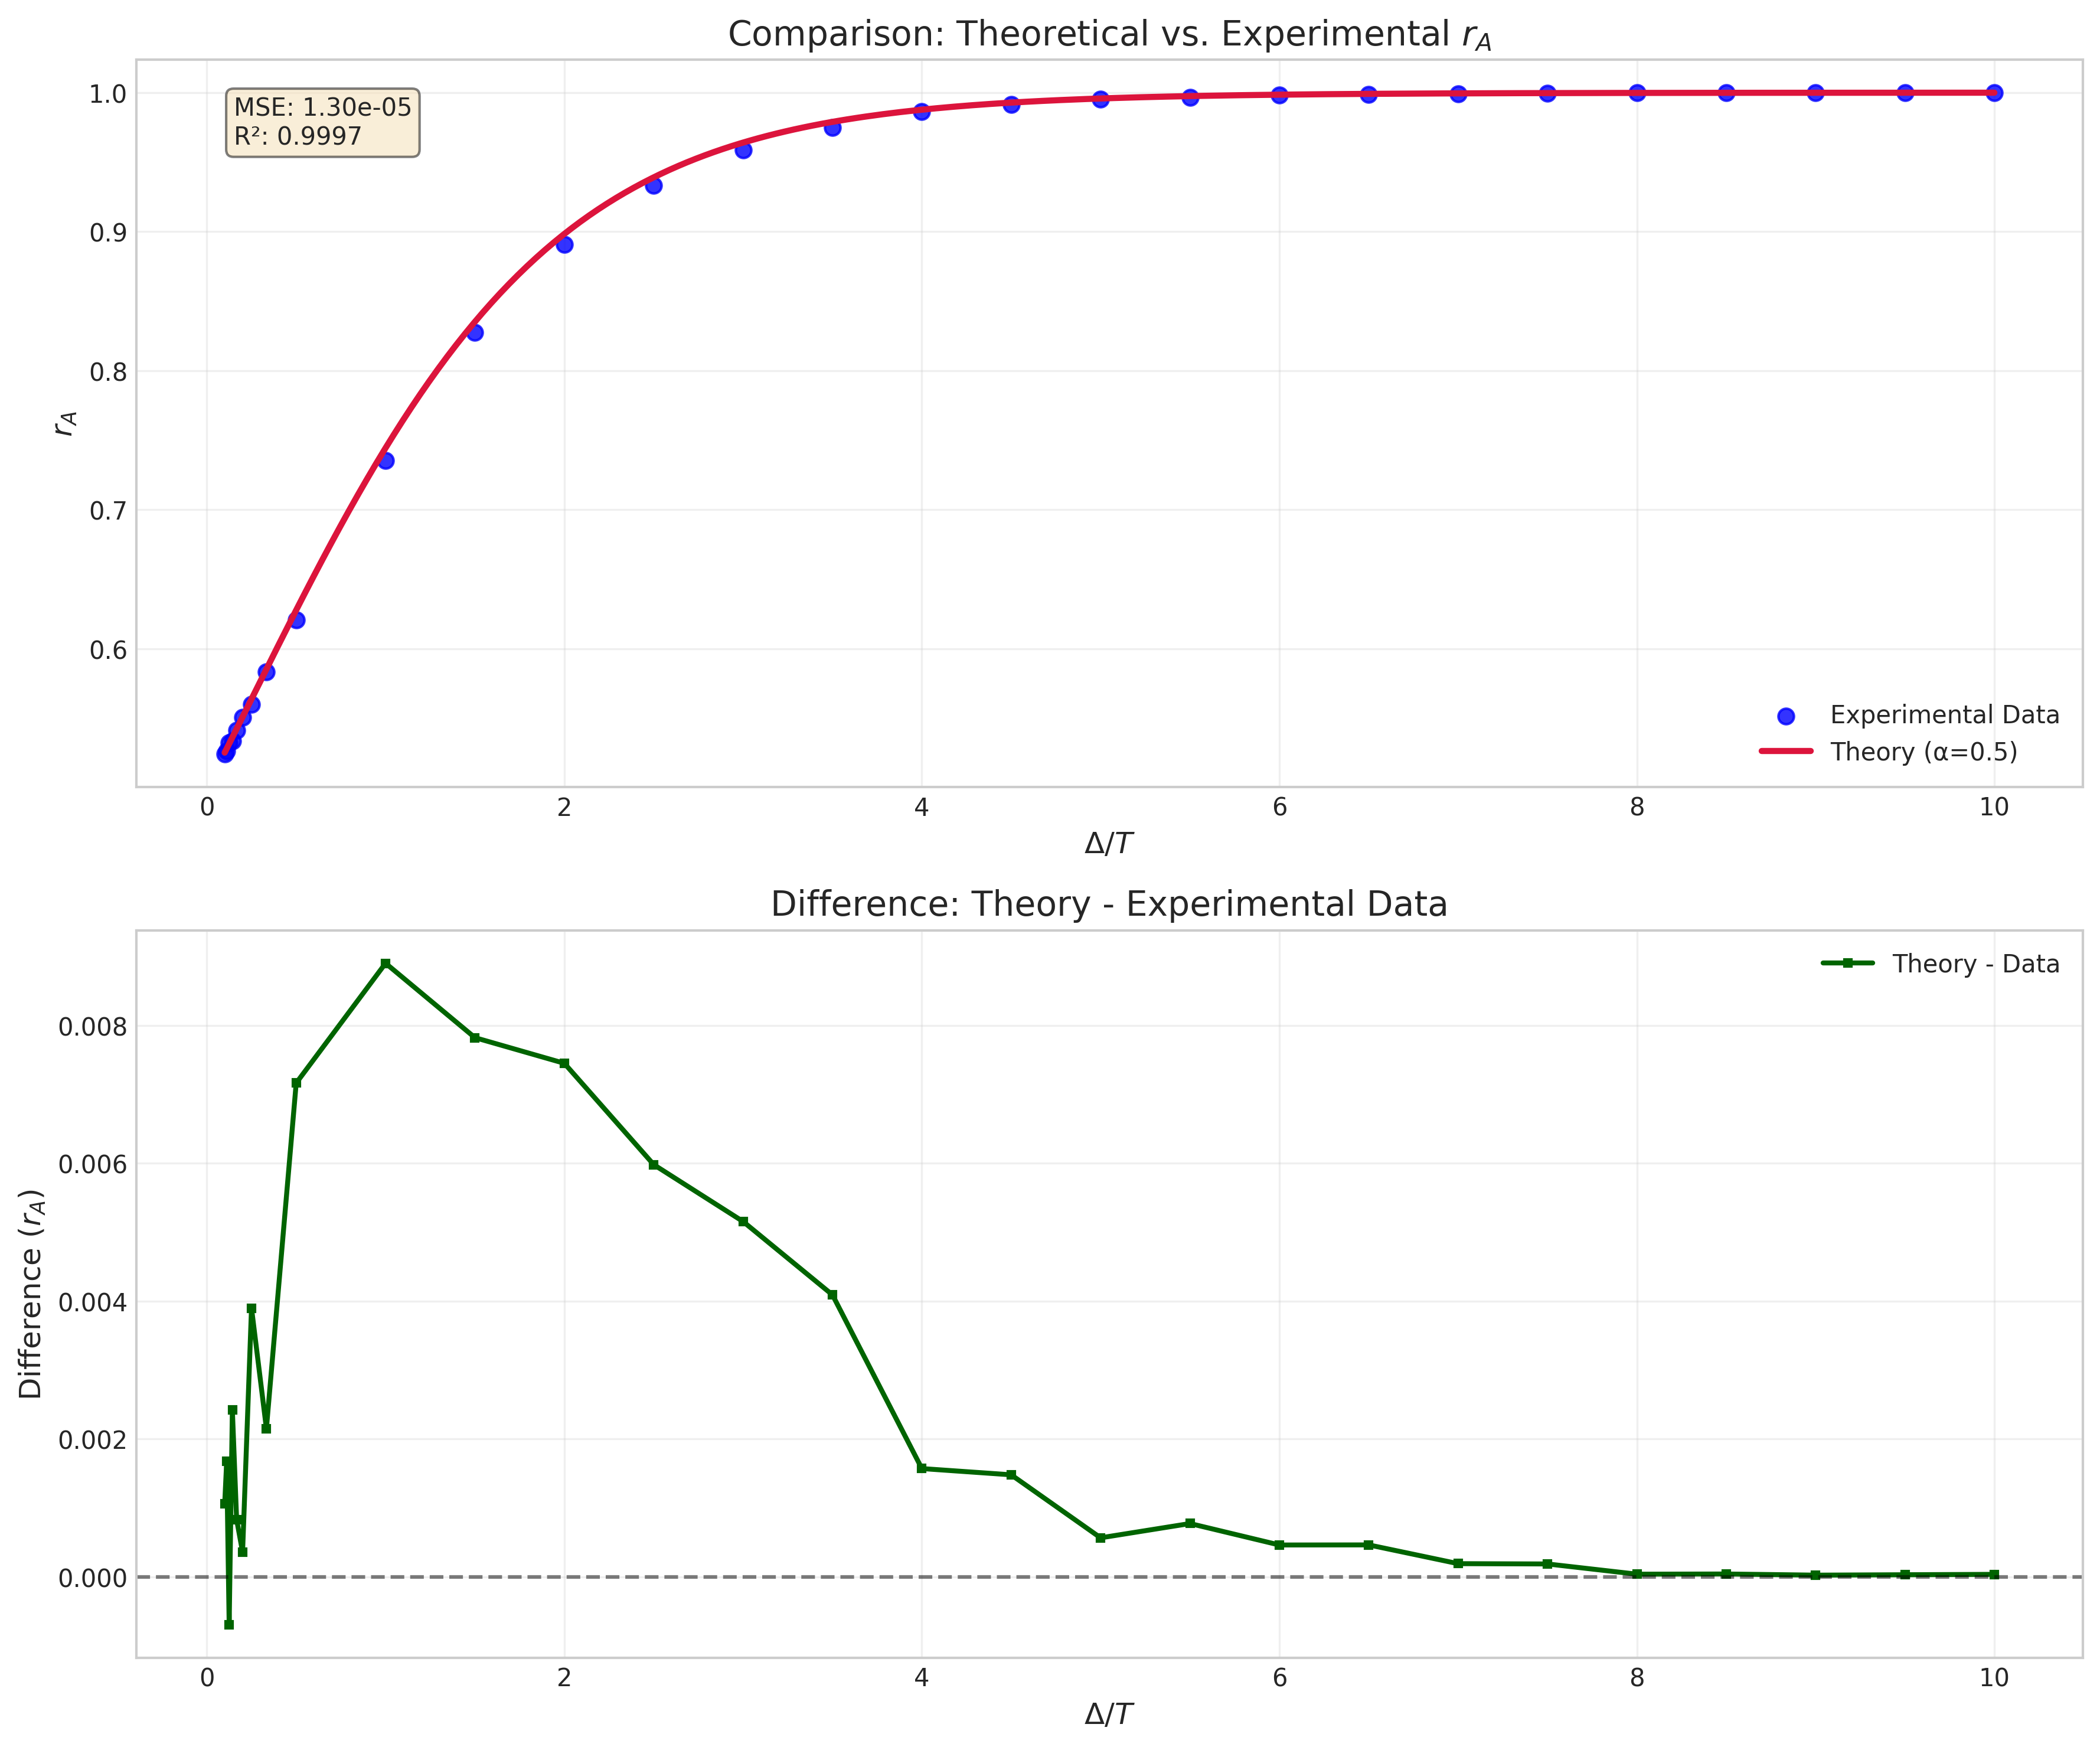 Comparison: Theoretical vs. Experimental r_A
MSE: 1.30e-05
R²: 0.9997
1.0
0.9
0.8
0.7
0.6
r_A
Experimental Data
Theory (α=0.5)
0 2 4 6 8 10
Δ/T
Difference: Theory - Experimental Data
Theory - Data
0.008
0.006
0.004
0.002
0.000
Difference (r_A)
0 2 4 6 8 10
Δ/T